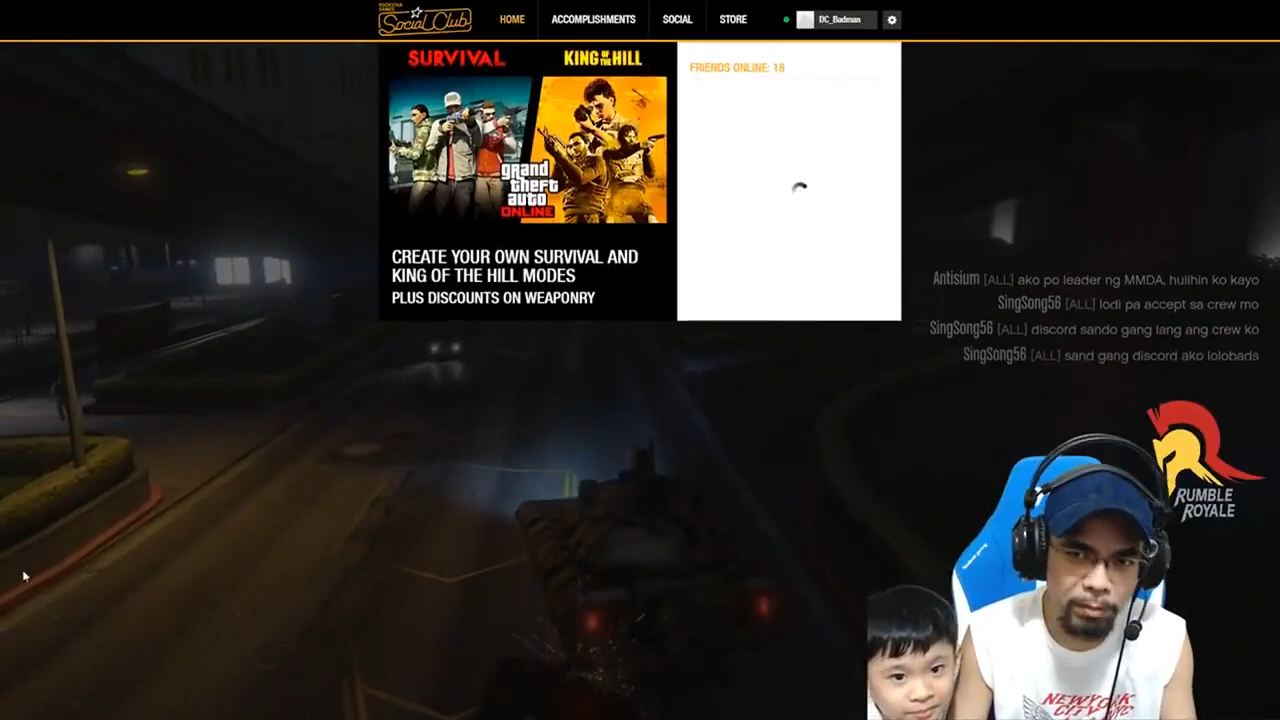 ROCKSTAR
GAMES
Social Club
HOME
ACCOMPLISHMENTS
SOCIAL
STORE
DC_Badman
SURVIVAL
KING OF THE HILL
grand
theft
auto
ONLINE
CREATE YOUR OWN SURVIVAL AND
KING OF THE HILL MODES
PLUS DISCOUNTS ON WEAPONRY
FRIENDS ONLINE: 18
Antisium [ALL] ako po leader ng MMDA, hulihin ko kayo
SingSong56 [ALL] lodi pa accept sa crew mo
SingSong56 [ALL] discord sando gang lang ang crew ko
SingSong56 [ALL] sand gang discord ako lolobads
RUMBLE
ROYALE
NEWYORK
CITY